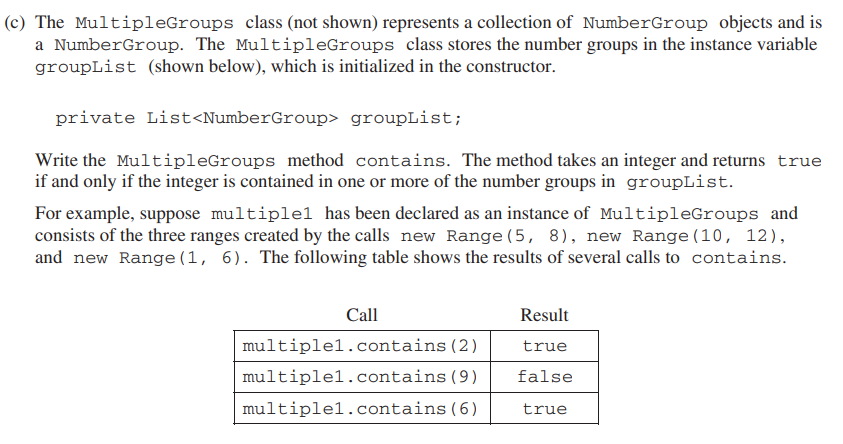 (c) The MultipleGroups class (not shown) represents a collection of NumberGroup objects and is
a NumberGroup. The MultipleGroups class stores the number groups in the instance variable
groupList (shown below), which is initialized in the constructor.
private List<NumberGroup> groupList;
Write the MultipleGroups method contains. The method takes an integer and returns true
if and only if the integer is contained in one or more of the number groups in groupList.
For example, suppose multiple1 has been declared as an instance of MultipleGroups and
consists of the three ranges created by the calls new Range(5, 8), new Range(10, 12),
and new Range(1, 6). The following table shows the results of several calls to contains.
Call Result
multiple1.contains(2) true
multiple1.contains(9) false
multiple1.contains(6) true